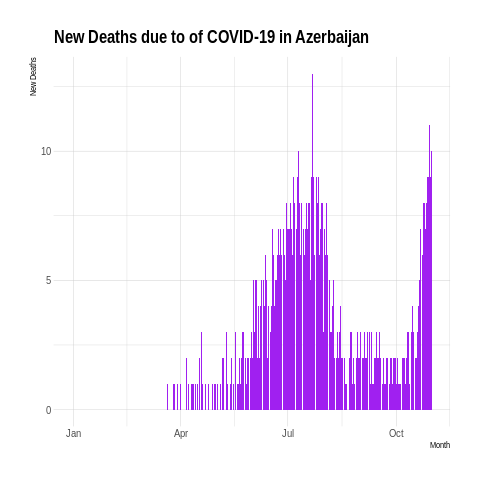 New Deaths due to of COVID-19 in Azerbaijan
New Deaths
10
5
0
Jan Apr Jul Oct
Month